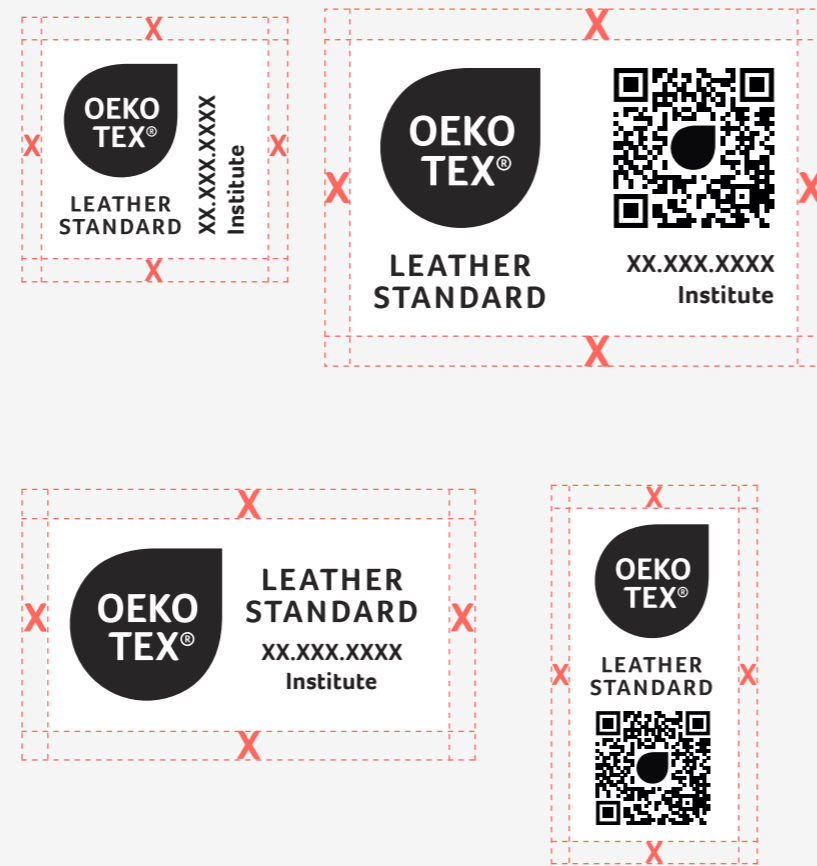 X
X
X
X
OEKO
TEX®
LEATHER
STANDARD
XX.XXX.XXXX
Institute
X
X
X
X
OEKO
TEX®
LEATHER
STANDARD
XX.XXX.XXXX
Institute
X
X
X
X
OEKO
TEX®
LEATHER
STANDARD
XX.XXX.XXXX
Institute
X
X
X
X
OEKO
TEX®
LEATHER
STANDARD